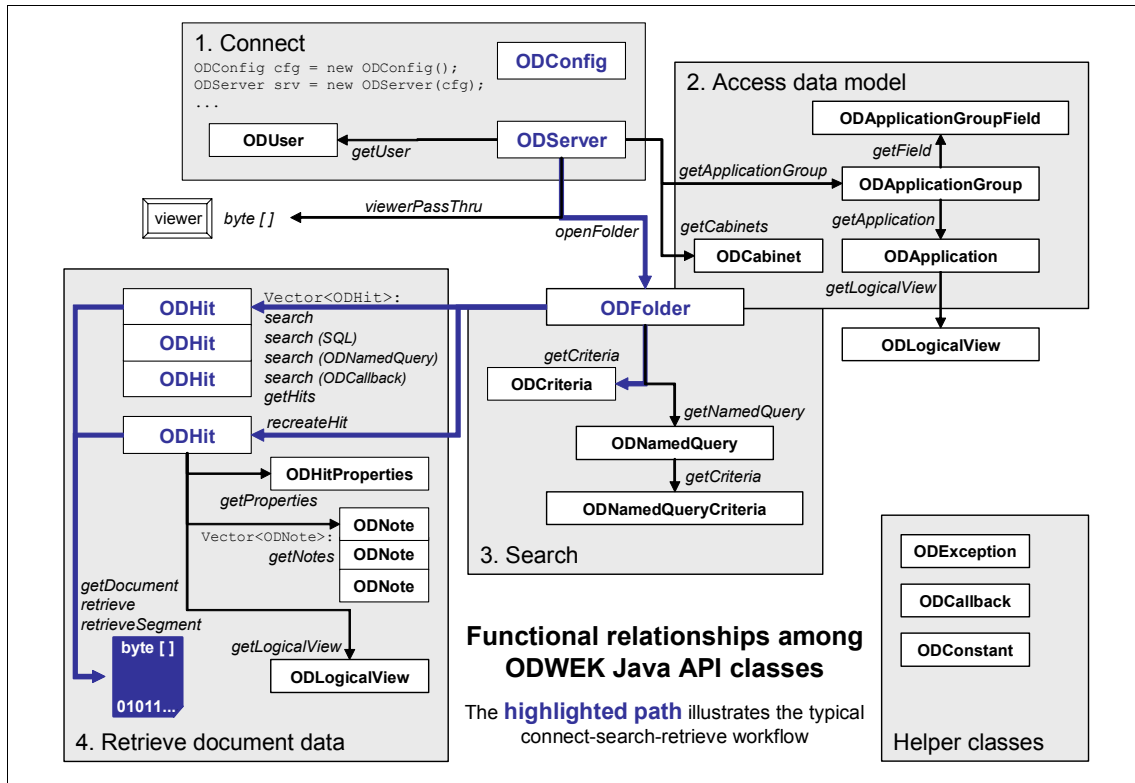 1. Connect
ODConfig cfg = new ODConfig();
ODServer srv = new ODServer(cfg);
...
ODConfig
ODUser
getUser
ODServer
2. Access data model
ODApplicationGroupField
getField
getApplicationGroup
ODApplicationGroup
getApplication
getCabinets
ODCabinet
ODApplication
getLogicalView
ODLogicalView
viewer
byte [ ]
viewerPassThru
openFolder
ODFolder
ODHit
ODHit
ODHit
Vector<ODHit>:
search
search (SQL)
search (ODNamedQuery)
search (ODCallback)
getHits
ODHit
recreateHit
getCriteria
ODCriteria
getNamedQuery
ODNamedQuery
getCriteria
ODNamedQueryCriteria
3. Search
ODHitProperties
getProperties
Vector<ODNote>:
getNotes
ODNote
ODNote
ODNote
getDocument
retrieve
retrieveSegment
byte [ ]
01011...
getLogicalView
ODLogicalView
4. Retrieve document data
Functional relationships among
ODWEK Java API classes
The highlighted path illustrates the typical
connect-search-retrieve workflow
ODException
ODCallback
ODConstant
Helper classes